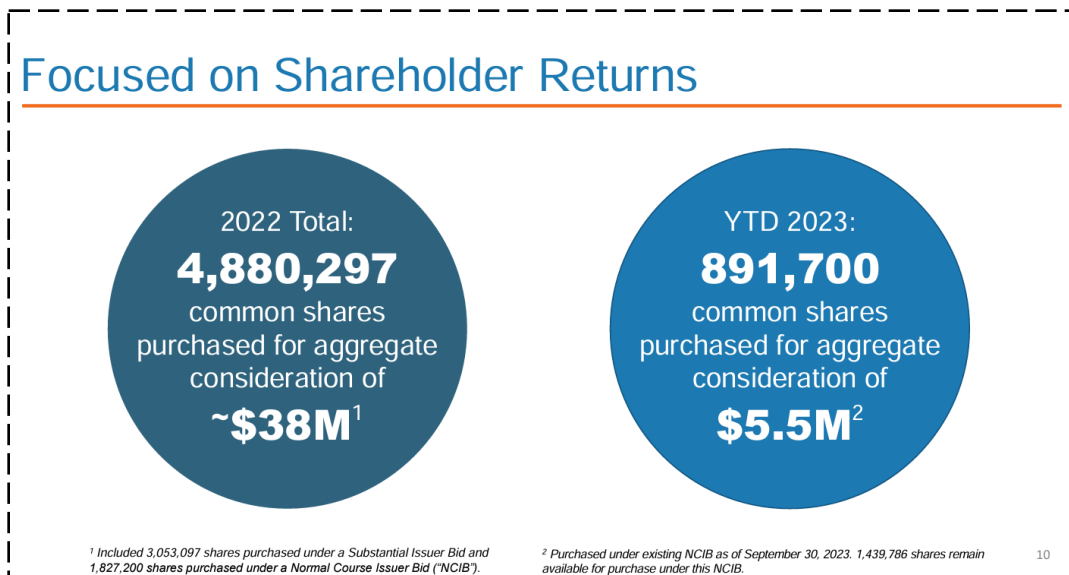 Focused on Shareholder Returns
2022 Total:
4,880,297
common shares
purchased for aggregate
consideration of
~$38M¹
YTD 2023:
891,700
common shares
purchased for aggregate
consideration of
$5.5M²
¹ Included 3,053,097 shares purchased under a Substantial Issuer Bid and
1,827,200 shares purchased under a Normal Course Issuer Bid (“NCIB”).
² Purchased under existing NCIB as of September 30, 2023. 1,439,786 shares remain
available for purchase under this NCIB.
10